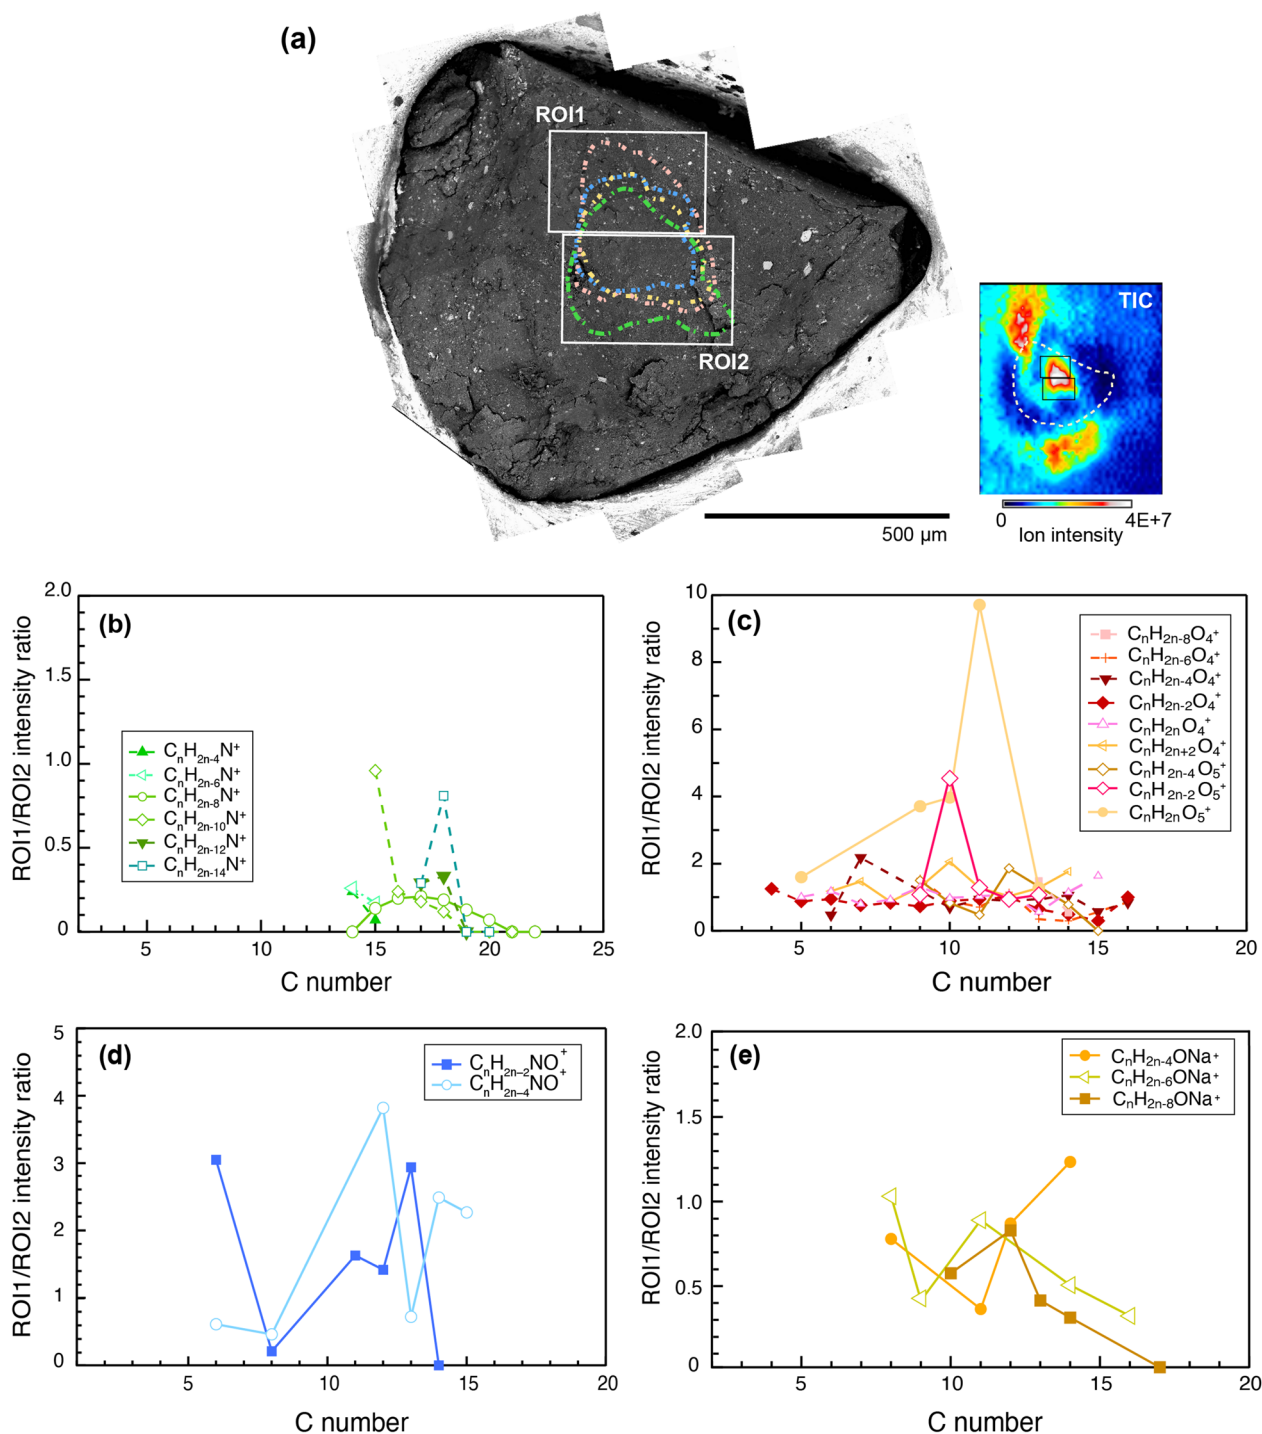 (a)
ROI1
ROI2
TIC
0
4E+7
Ion intensity
500 µm
(b)
ROI1/ROI2 intensity ratio
2.0
1.5
1.0
0.5
0
5
10
15
20
25
C number
CnH2n-4N+
CnH2n-6N+
CnH2n-8N+
CnH2n-10N+
CnH2n-12N+
CnH2n-14N+
(c)
ROI1/ROI2 intensity ratio
10
8
6
4
2
0
5
10
15
20
C number
CnH2n-8O4+
CnH2n-6O4+
CnH2n-4O4+
CnH2n-2O4+
CnH2nO4+
CnH2n+2O4+
CnH2n-4O5+
CnH2n-2O5+
CnH2nO5+
(d)
ROI1/ROI2 intensity ratio
5
4
3
2
1
0
5
10
15
20
C number
CnH2n–2NO+
CnH2n–4NO+
(e)
ROI1/ROI2 intensity ratio
2.0
1.5
1.0
0.5
0
5
10
15
20
C number
CnH2n-4ONa+
CnH2n-6ONa+
CnH2n-8ONa+